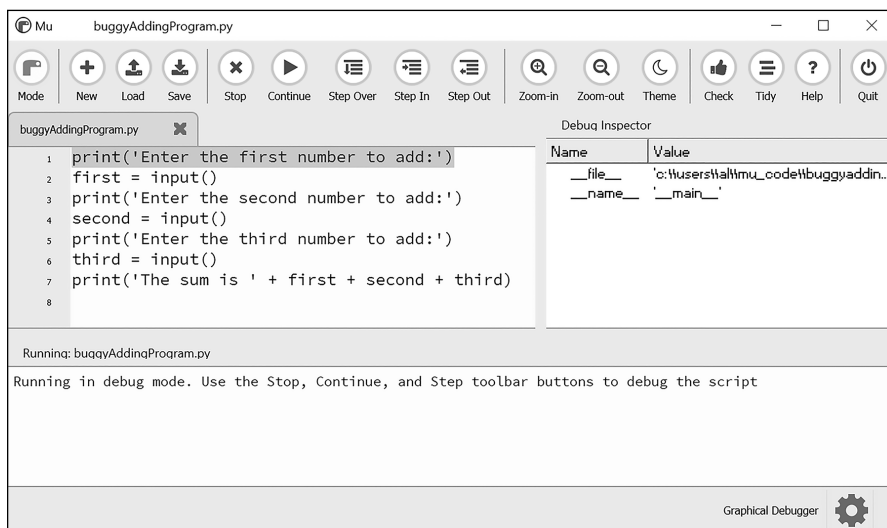 Mu buggyAddingProgram.py
Mode New Load Save Stop Continue Step Over Step In Step Out Zoom-in Zoom-out Theme Check Tidy Help Quit
buggyAddingProgram.py
1 print('Enter the first number to add:')
2 first = input()
3 print('Enter the second number to add:')
4 second = input()
5 print('Enter the third number to add:')
6 third = input()
7 print('The sum is ' + first + second + third)
8
Debug Inspector
Name Value
__file__ 'c:\\users\\al\\mu_code\\buggyaddin...
__name__ '__main__'
Running: buggyAddingProgram.py
Running in debug mode. Use the Stop, Continue, and Step toolbar buttons to debug the script
Graphical Debugger